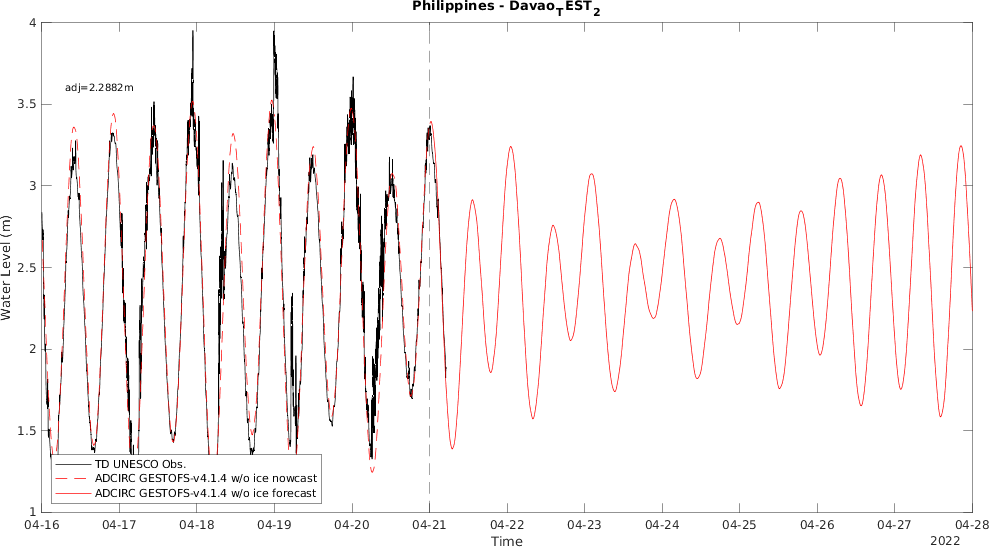 Philippines - Davao_TEST_2
adj=2.2882m
4
3.5
3
2.5
2
1.5
1
Water Level (m)
TD UNESCO Obs.
ADCIRC GESTOFS-v4.1.4 w/o ice nowcast
ADCIRC GESTOFS-v4.1.4 w/o ice forecast
04-16 04-17 04-18 04-19 04-20 04-21 04-22 04-23 04-24 04-25 04-26 04-27 04-28
Time
2022